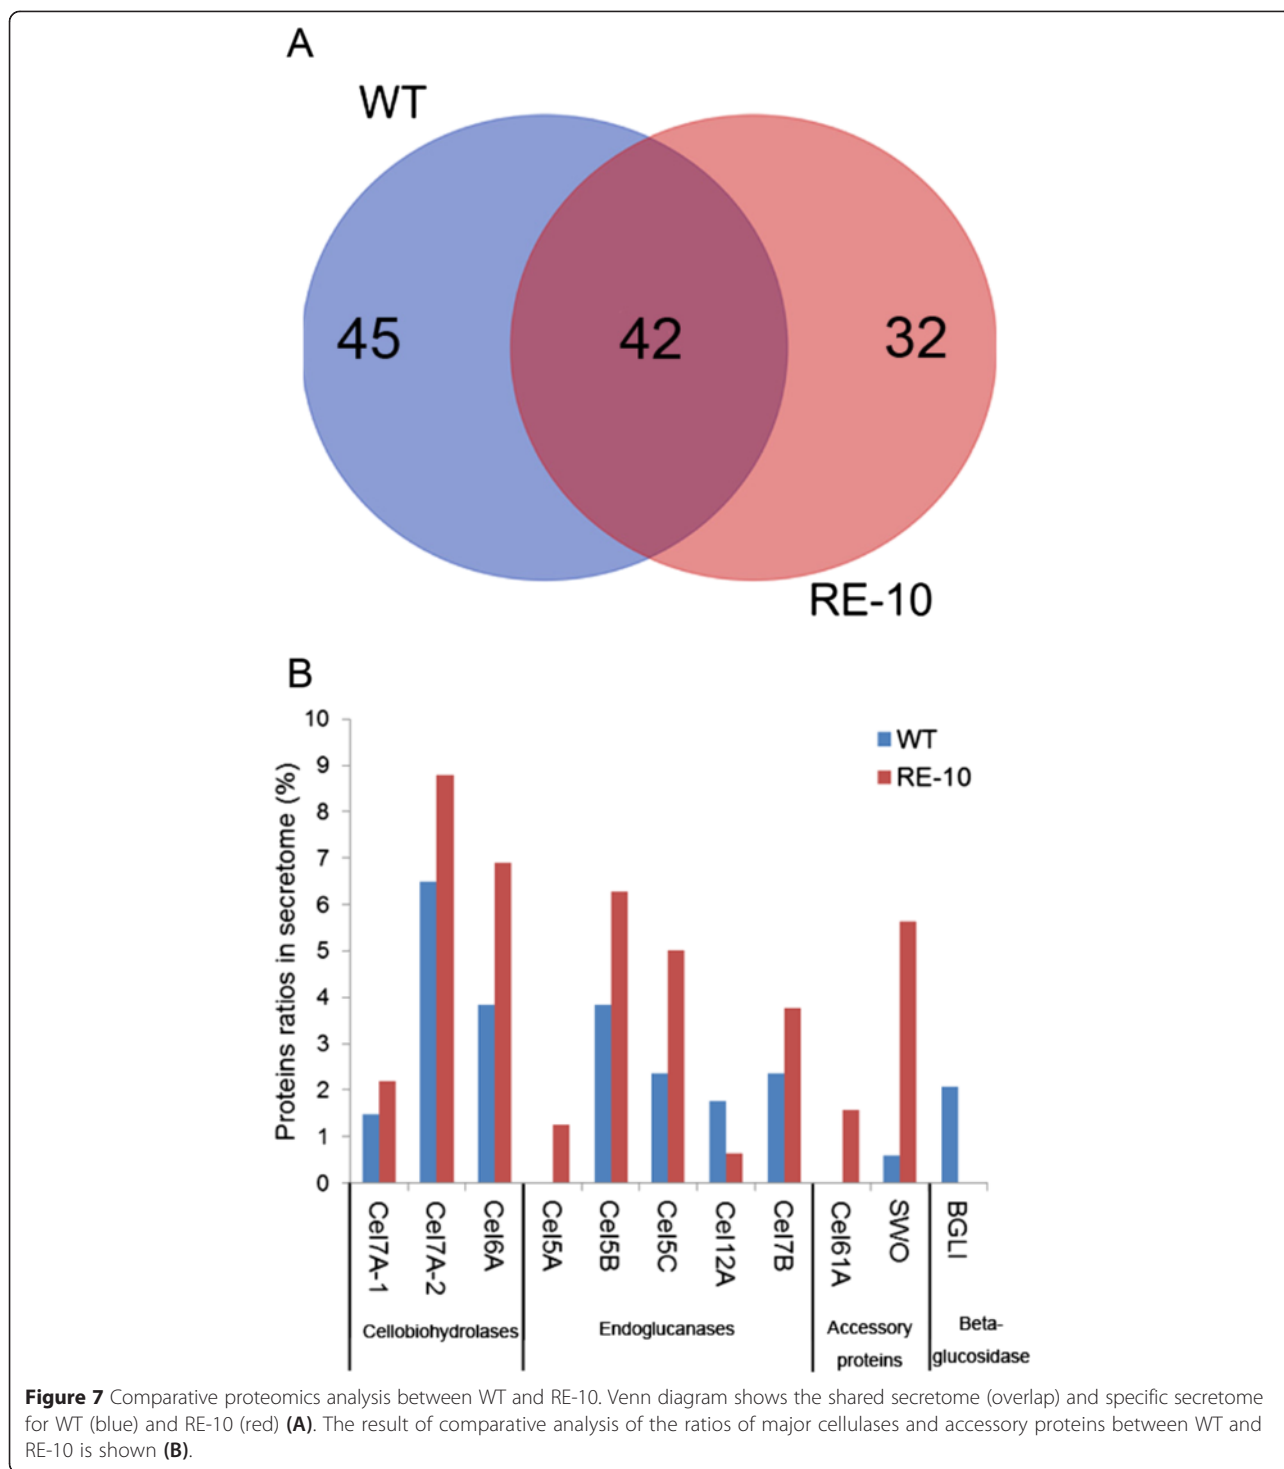 A
WT
45
42
32
RE-10
B
10
9
8
7
6
5
4
3
2
1
0
Proteins ratios in secretome (%)
WT
RE-10
Cel7A-1
Cel7A-2
Cel6A
Cel5A
Cel5B
Cel5C
Cel12A
Cel7B
Cel61A
SWO
BGLI
Cellobiohydrolases
Endoglucanases
Accessory
proteins
Beta-
glucosidase
Figure 7 Comparative proteomics analysis between WT and RE-10. Venn diagram shows the shared secretome (overlap) and specific secretome
for WT (blue) and RE-10 (red) (A). The result of comparative analysis of the ratios of major cellulases and accessory proteins between WT and
RE-10 is shown (B).